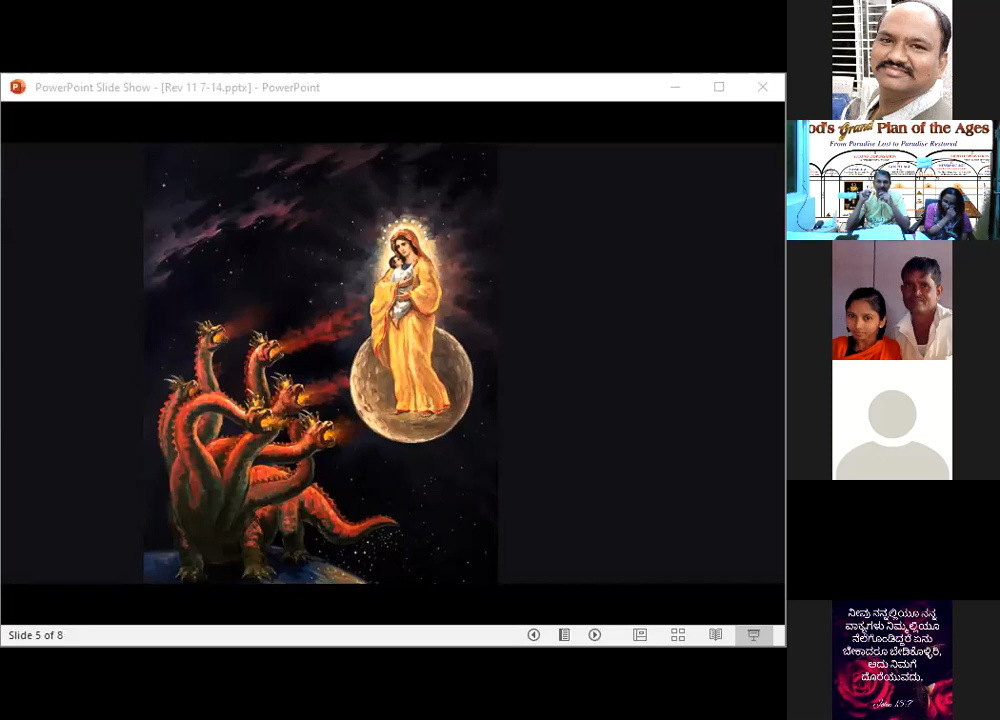 PowerPoint Slide Show - [Rev 11 7-14.pptx] - PowerPoint
Slide 5 of 8
od's Grand Plan of the Ages
From Paradise Lost to Paradise Restored
ನೀವು ನನ್ನಲ್ಲಿಯೂ ನನ್ನ
ವಾಕ್ಯಗಳು ನಿಮ್ಮಲ್ಲಿಯೂ
ನೆಲೆಗೊಂಡಿದ್ದರೆ ಏನು
ಬೇಕಾದರೂ ಬೇಡಿಕೊಳ್ಳಿರಿ,
ಅದು ನಿಮಗೆ
ದೊರೆಯುವದು.
John 15:7